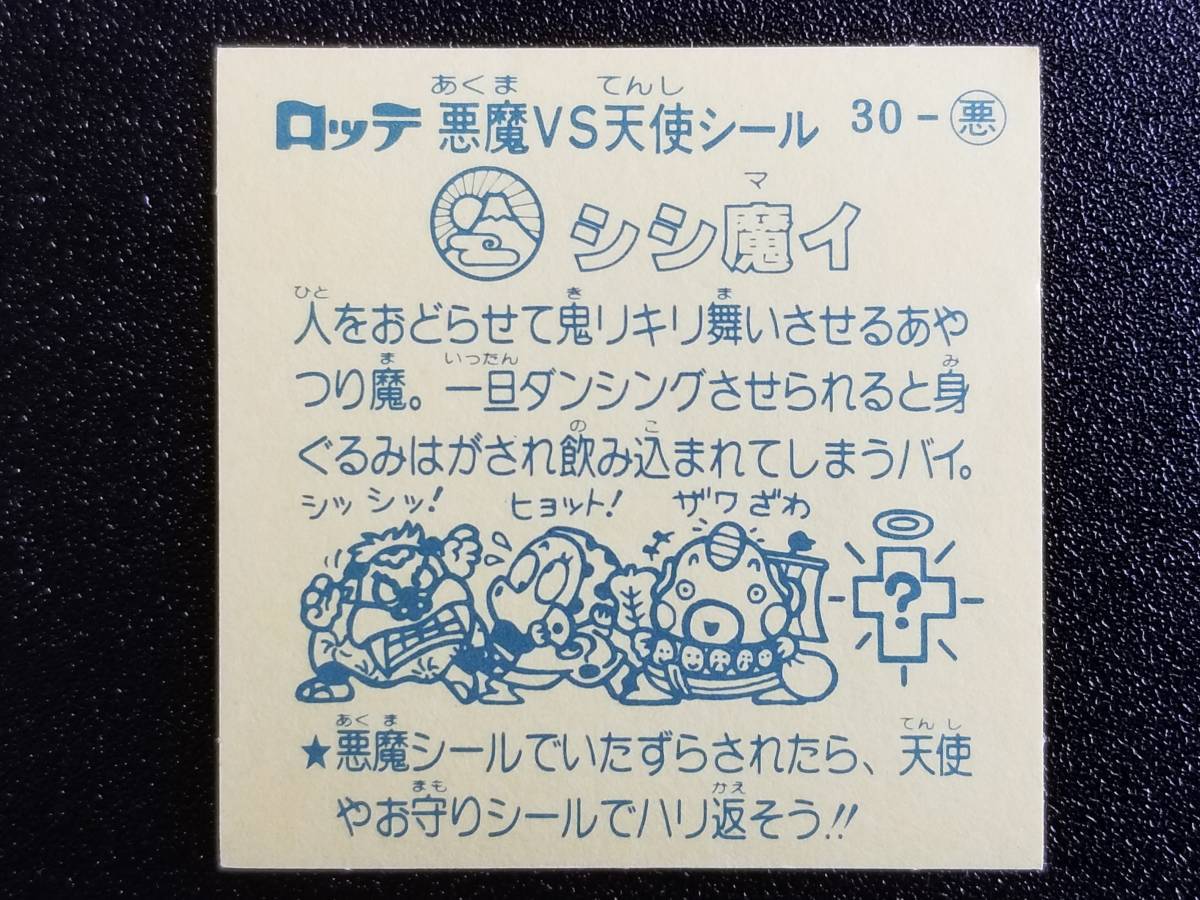 あくま てんし
ロッテ 悪魔VS天使シール 30-悪
マ
シシ魔イ
ひと き ま
人をおどらせて鬼リキリ舞いさせるあや
ま いったん み
つり魔。一旦ダンシングさせられると身
の こ
ぐるみはがされ飲み込まれてしまうバイ。
シッシッ! ヒョット! ザワざわ
?
あくま てんし
★悪魔シールでいたずらされたら、天使
まも かえ
やお守りシールでハリ返そう!!